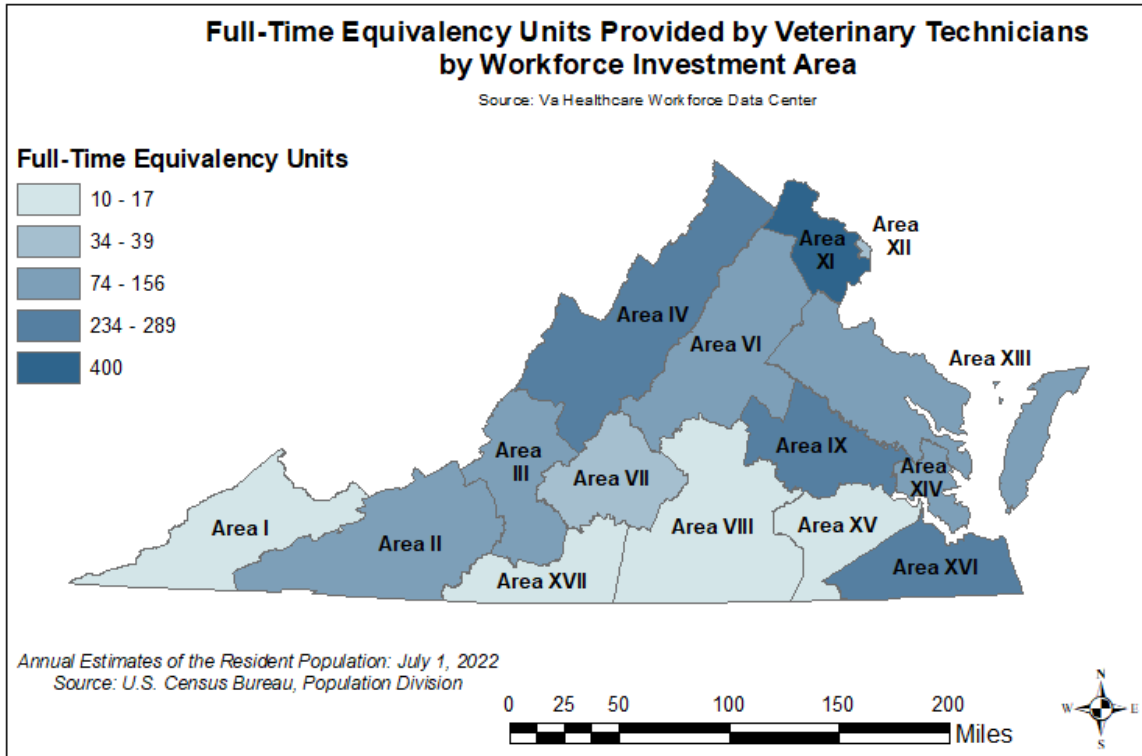 Full-Time Equivalency Units Provided by Veterinary Technicians
by Workforce Investment Area
Source: Va Healthcare Workforce Data Center
Full-Time Equivalency Units
10 - 17
34 - 39
74 - 156
234 - 289
400
Area
XI
Area
XII
Area IV
Area VI
Area XIII
Area
III
Area IX
Area VII
Area
XIV
Area I
Area II
Area VIII
Area XV
Area XVII
Area XVI
Annual Estimates of the Resident Population: July 1, 2022
Source: U.S. Census Bureau, Population Division
0 25 50 100 150 200
Miles
N
W E
S